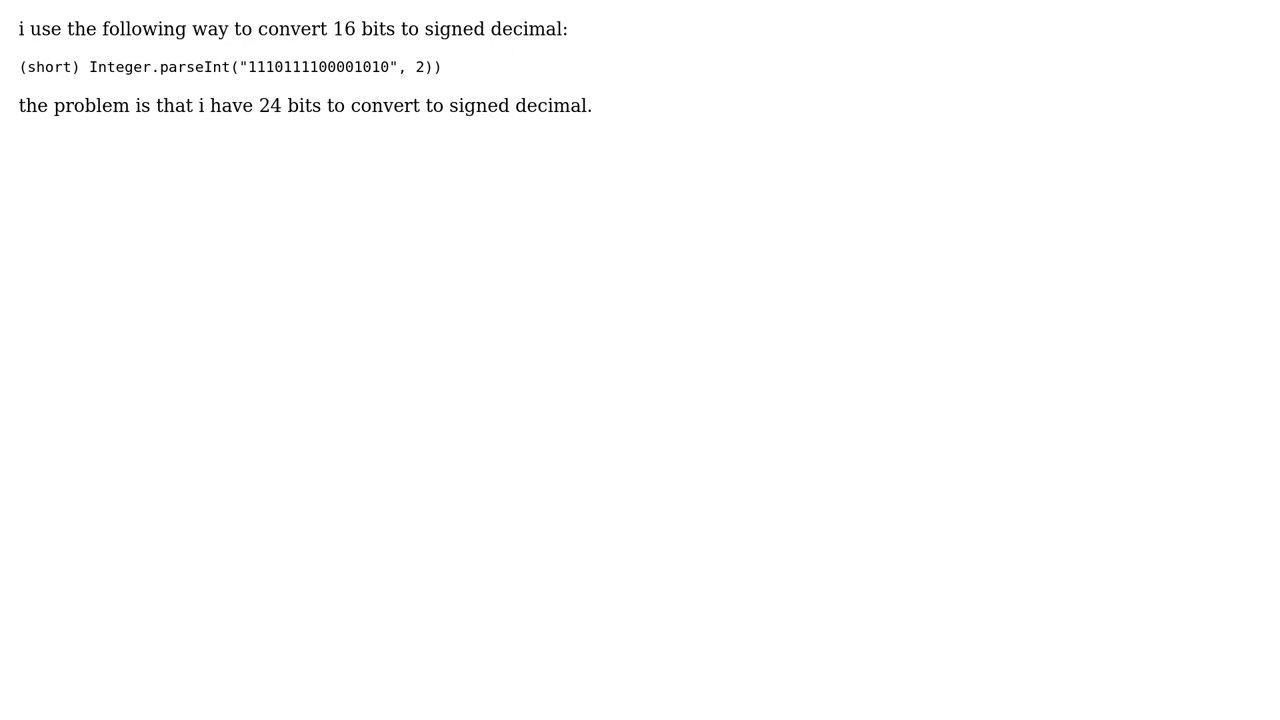 i use the following way to convert 16 bits to signed decimal:
(short) Integer.parseInt("1110111100001010", 2))
the problem is that i have 24 bits to convert to signed decimal.